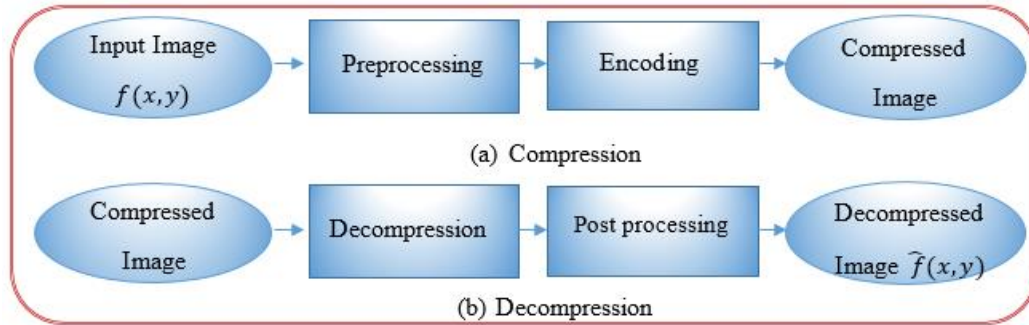 Input Image
f(x,y)
Preprocessing
Encoding
Compressed
Image
(a) Compression
Compressed
Image
Decompression
Post processing
Decompressed
Image f̂(x,y)
(b) Decompression